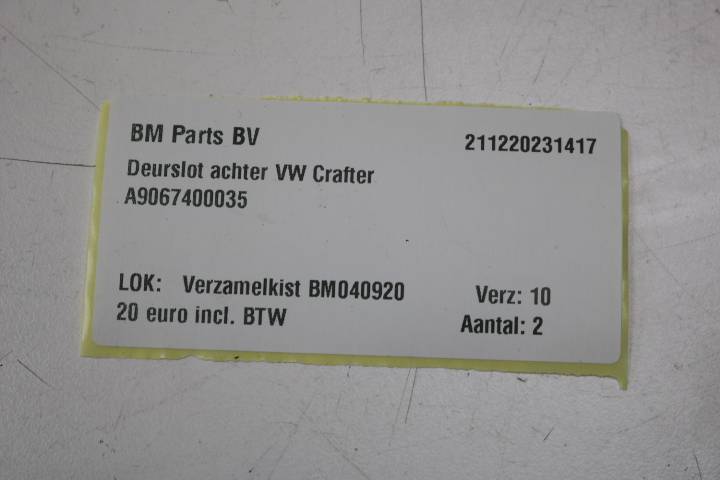 BM Parts BV 211220231417
Deurslot achter VW Crafter
A9067400035
LOK: Verzamelkist BM040920 Verz: 10
20 euro incl. BTW Aantal: 2